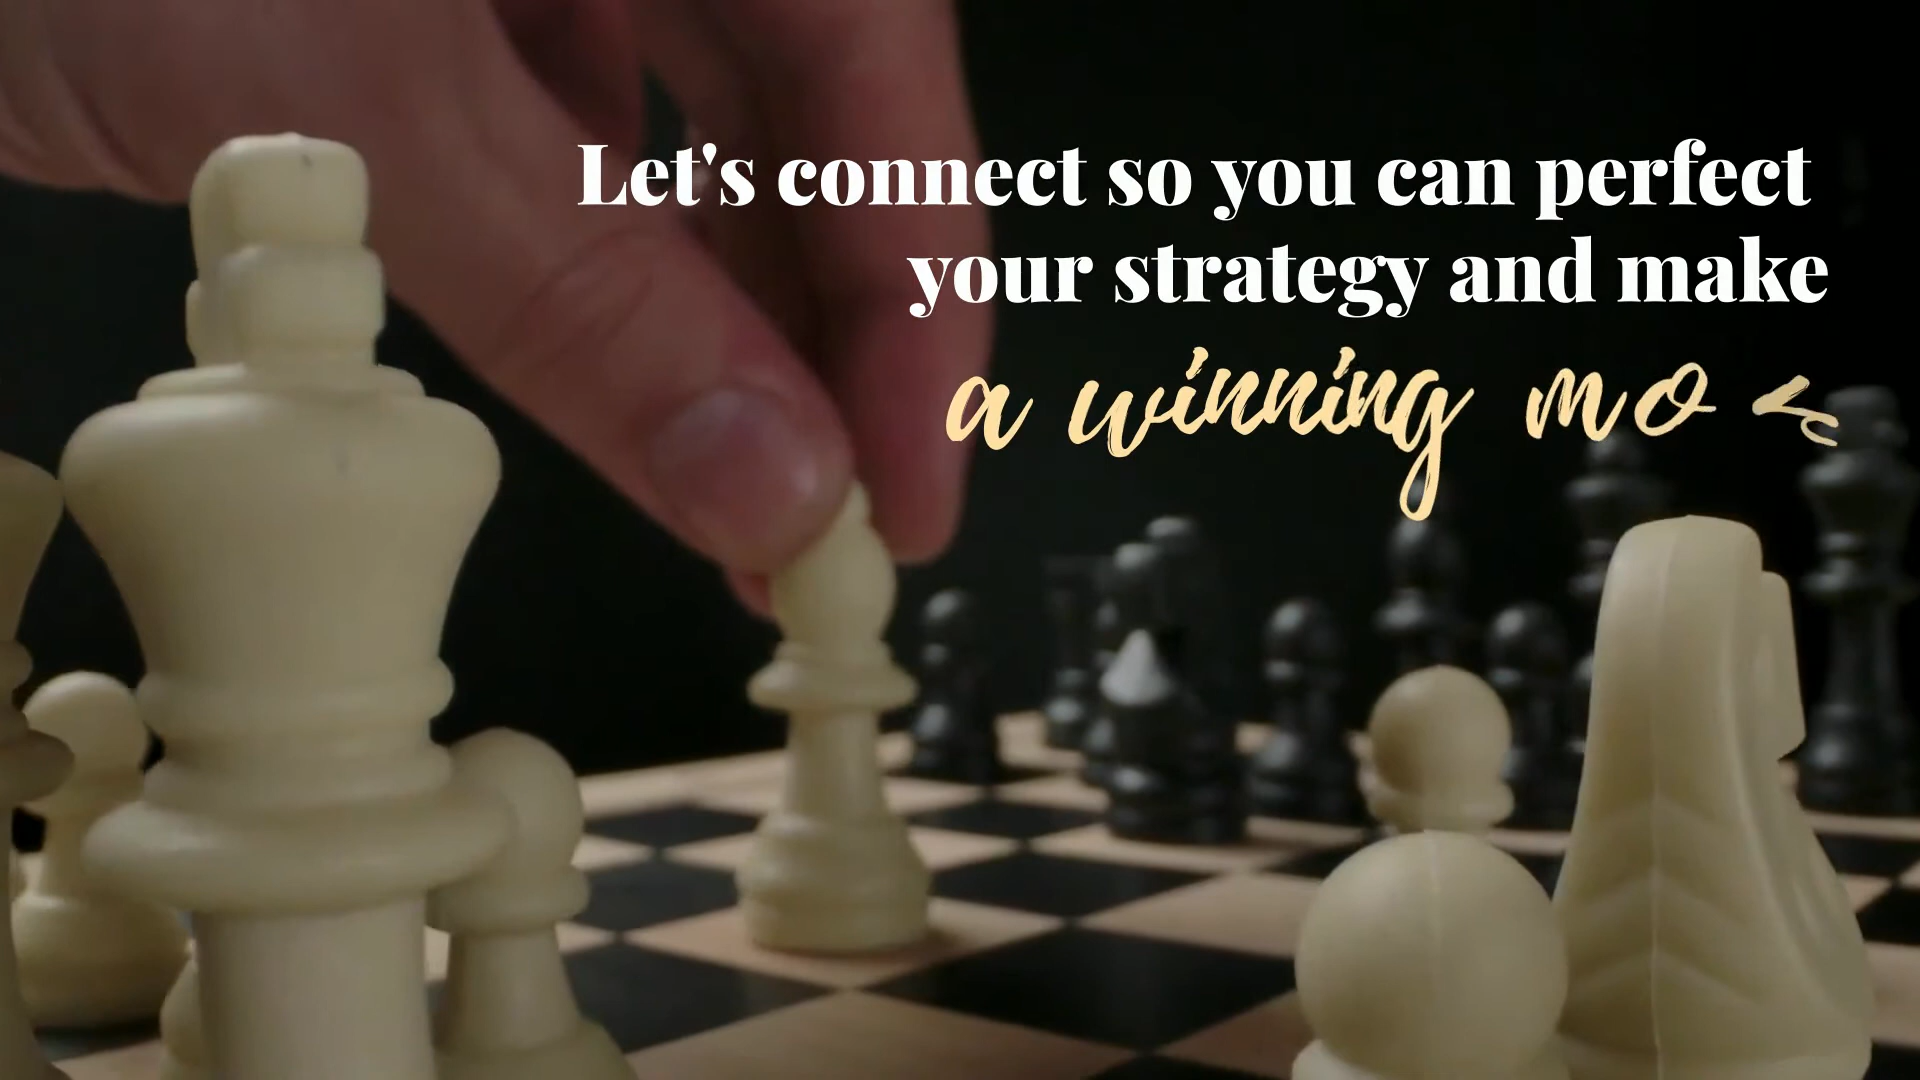 Let's connect so you can perfect
your strategy and make
a winning mo